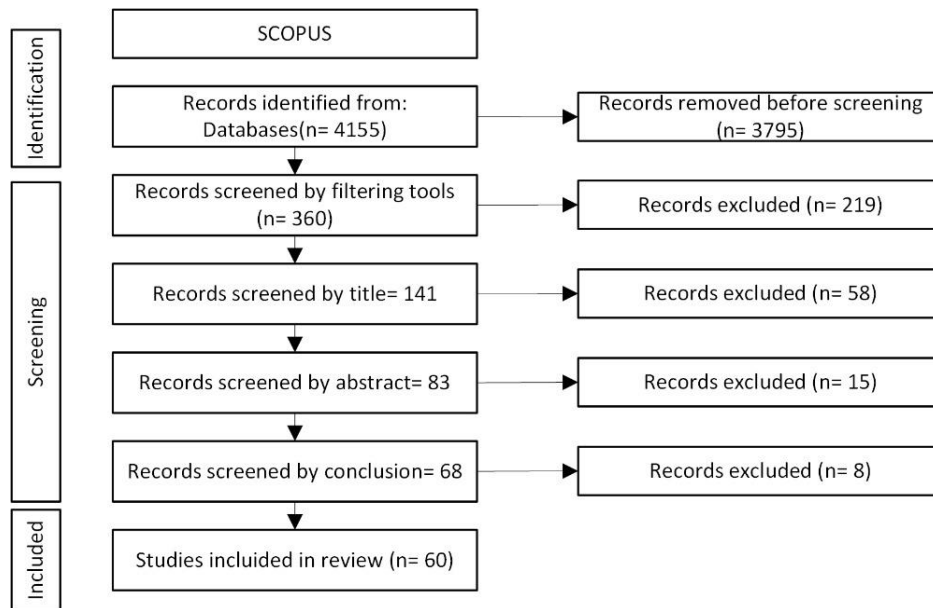 Identification
SCOPUS
Records identified from:
Databases(n= 4155)
Records removed before screening
(n= 3795)
Screening
Records screened by filtering tools
(n= 360)
Records excluded (n= 219)
Records screened by title= 141
Records excluded (n= 58)
Records screened by abstract= 83
Records excluded (n= 15)
Records screened by conclusion= 68
Records excluded (n= 8)
Included
Studies incluided in review (n= 60)